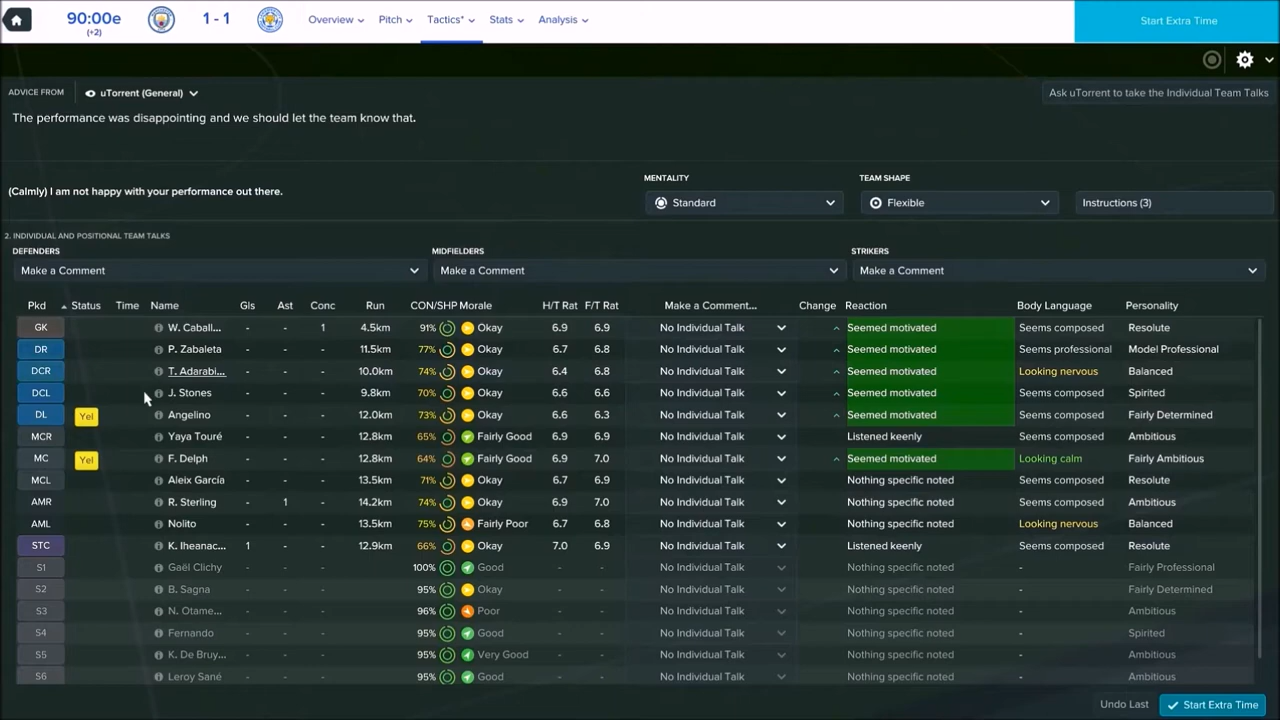 90:00e
(+2)
1 - 1
Overview
Pitch
Tactics*
Stats
Analysis
Start Extra Time
ADVICE FROM
uTorrent (General)
Ask uTorrent to take the Individual Team Talks
The performance was disappointing and we should let the team know that.
MENTALITY
TEAM SHAPE
(Calmly) I am not happy with your performance out there.
Standard
Flexible
Instructions (3)
2. INDIVIDUAL AND POSITIONAL TEAM TALKS
DEFENDERS
MIDFIELDERS
STRIKERS
Make a Comment
Make a Comment
Make a Comment
Pkd Status Time Name Gls Ast Conc Run CON/SHP Morale H/T Rat F/T Rat Make a Comment... Change Reaction Body Language Personality
GK W. Caball... - - 1 4.5km 91% Okay 6.9 6.9 No Individual Talk Seemed motivated Seems composed Resolute
DR P. Zabaleta - - - 11.5km 77% Okay 6.7 6.8 No Individual Talk Seemed motivated Seems professional Model Professional
DCR T. Adarabi... - - - 10.0km 74% Okay 6.4 6.8 No Individual Talk Seemed motivated Looking nervous Balanced
DCL J. Stones - - - 9.8km 70% Okay 6.6 6.6 No Individual Talk Seemed motivated Seems composed Spirited
DL Yel Angelino - - - 12.0km 73% Okay 6.6 6.3 No Individual Talk Seemed motivated Seems composed Fairly Determined
MCR Yaya Touré - - - 12.8km 65% Fairly Good 6.9 6.9 No Individual Talk Listened keenly Seems composed Ambitious
MC Yel F. Delph - - - 12.8km 64% Fairly Good 6.9 7.0 No Individual Talk Seemed motivated Looking calm Fairly Ambitious
MCL Aleix García - - - 13.5km 71% Okay 6.7 6.9 No Individual Talk Nothing specific noted Seems composed Resolute
AMR R. Sterling - 1 - 14.2km 74% Okay 6.9 7.0 No Individual Talk Nothing specific noted Seems composed Ambitious
AML Nolito - - - 13.5km 75% Fairly Poor 6.7 6.8 No Individual Talk Nothing specific noted Looking nervous Balanced
STC K. Iheanac... 1 - - 12.9km 66% Okay 7.0 6.9 No Individual Talk Listened keenly Seems composed Resolute
S1 Gaël Clichy - - - - 100% Good - - No Individual Talk Nothing specific noted - Fairly Professional
S2 B. Sagna - - - - 95% Okay - - No Individual Talk Nothing specific noted - Fairly Determined
S3 N. Otame... - - - - 96% Poor - - No Individual Talk Nothing specific noted - Ambitious
S4 Fernando - - - - 95% Good - - No Individual Talk Nothing specific noted - Spirited
S5 K. De Bruy... - - - - 95% Very Good - - No Individual Talk Nothing specific noted - Ambitious
S6 Leroy Sané - - - - 95% Good - - No Individual Talk Nothing specific noted - Ambitious
Undo Last
Start Extra Time